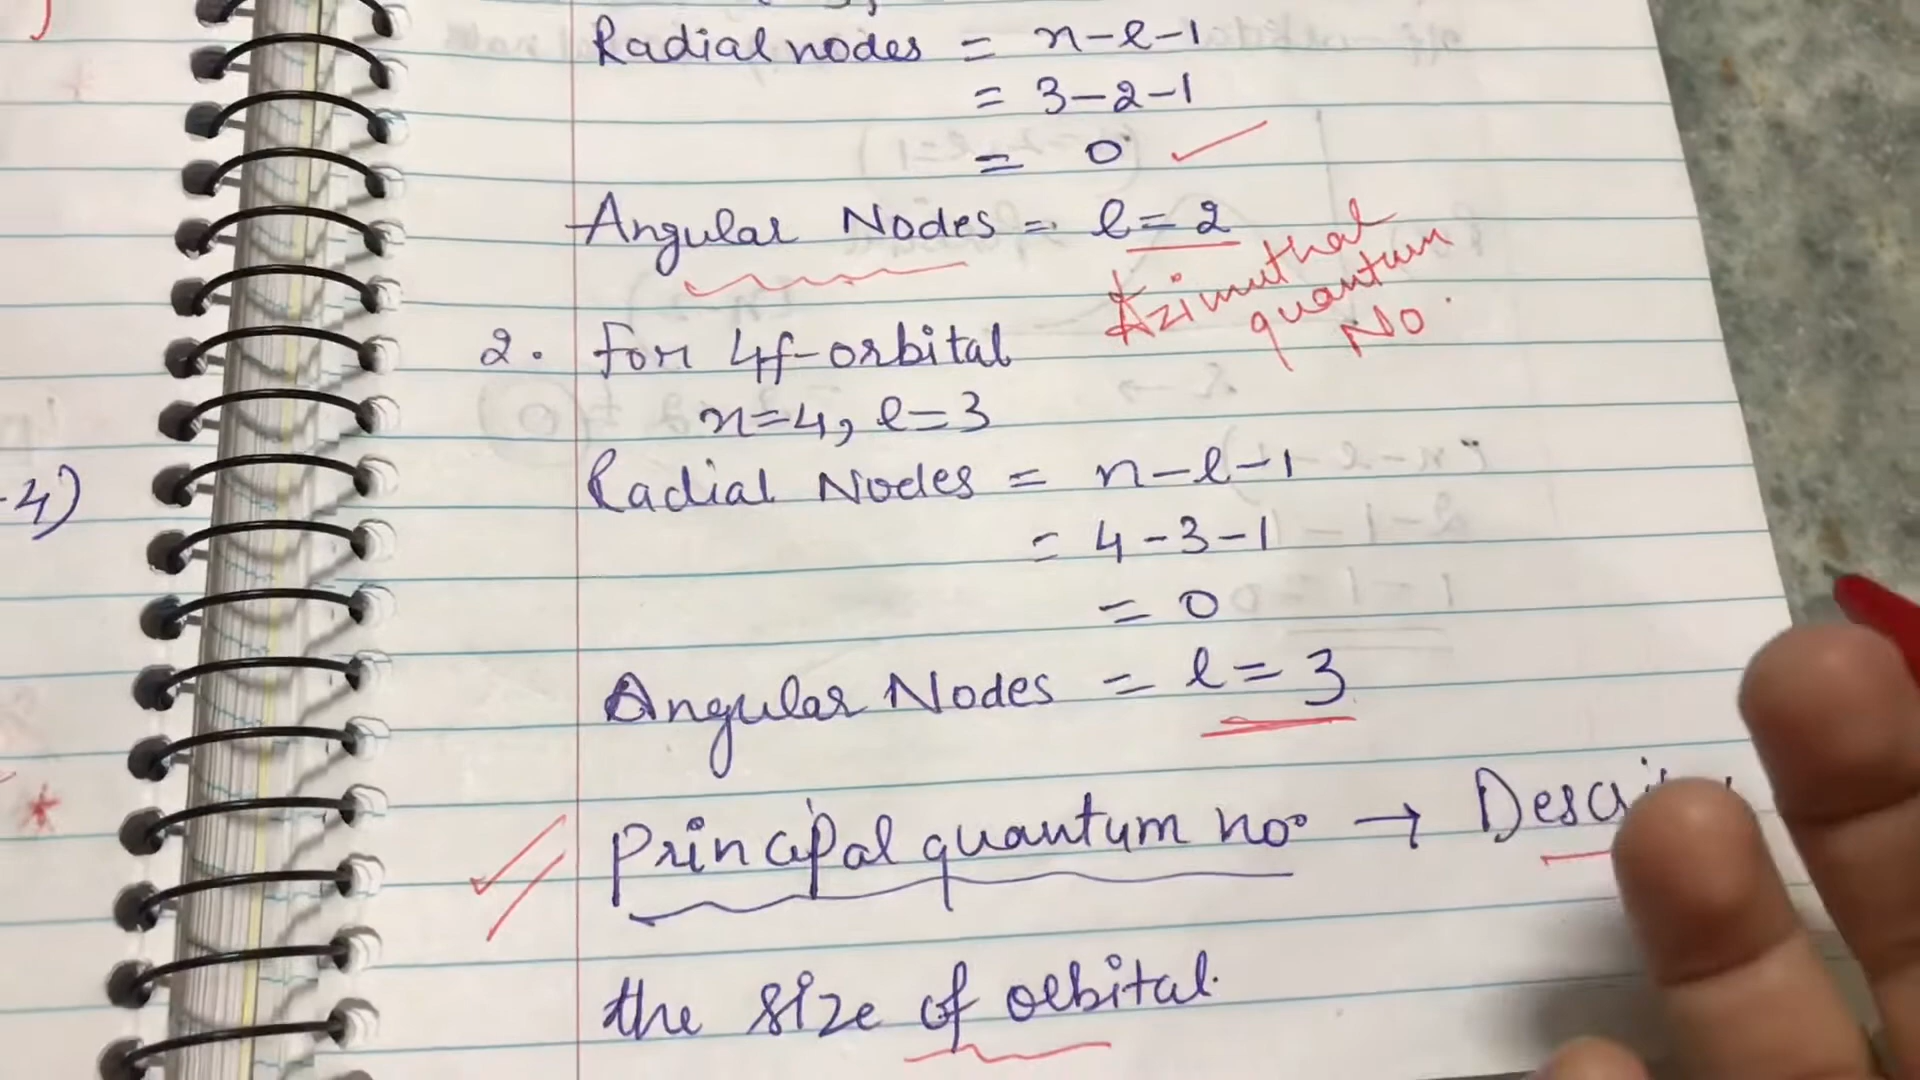 Radial nodes = n-l-1
= 3-2-1
= 0
Angular Nodes = l=2
Azimuthal
quantum
No.
2. For 4f-orbital
n=4, l=3
Radial Nodes = n-l-1
= 4-3-1
= 0
Angular Nodes = l=3
-4)
Principal quantum no. →
the size of orbital.